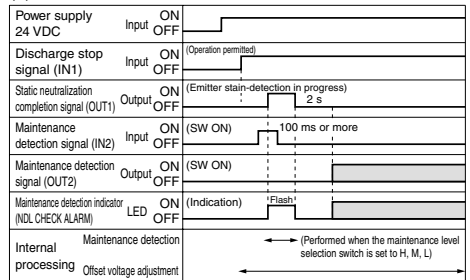 Power supply
24 VDC
Input
ON
OFF
Discharge stop
signal (IN1)
Input
ON
OFF
(Operation permitted)
Static neutralization
completion signal (OUT1)
Output
ON
OFF
(Emitter stain-detection in progress)
2 s
Maintenance
detection signal (IN2)
Input
ON
OFF
(SW ON)
100 ms or more
Maintenance detection
signal (OUT2)
Output
ON
OFF
(SW ON)
Maintenance detection indicator
(NDL CHECK ALARM)
LED
ON
OFF
(Indication)
Flash
Internal
processing
Maintenance detection
(Performed when the maintenance level
selection switch is set to H, M, L)
Offset voltage adjustment